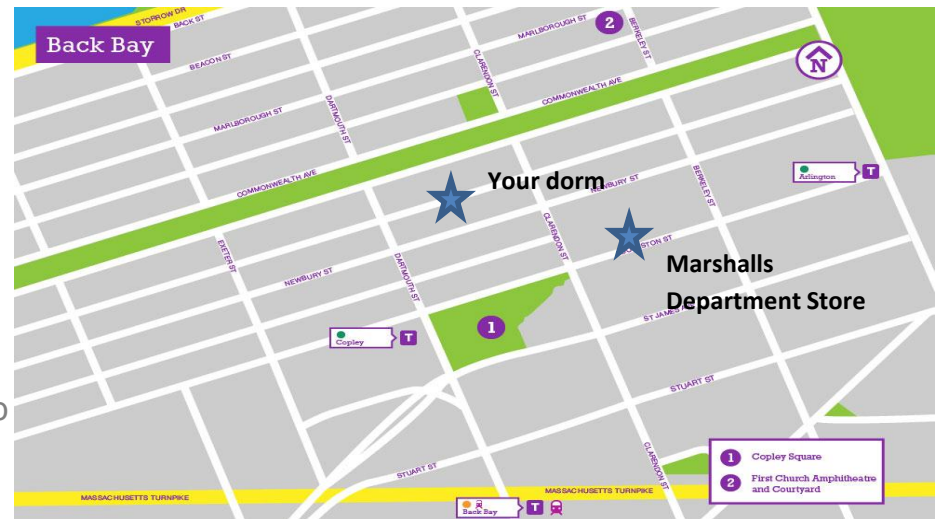 Back Bay
STORROW DR
BACK ST
BEACON ST
MARLBOROUGH ST
COMMONWEALTH AVE
DARTMOUTH ST
CLARENDON ST
MARLBOROUGH ST
2
BERKELEY ST
COMMONWEALTH AVE
N
Your dorm
NEWBURY ST
BERKELEY ST
Arlington
T
EXETER ST
NEWBURY ST
DARTMOUTH ST
CLARENDON ST
STON ST
Marshalls
Department Store
1
ST JAMES A
Copley
T
STUART ST
STUART ST
CLARENDON ST
MASSACHUSETTS TURNPIKE
MASSACHUSETTS TURNPIKE
Back Bay
T
1 Copley Square
2 First Church Amphitheatre
and Courtyard